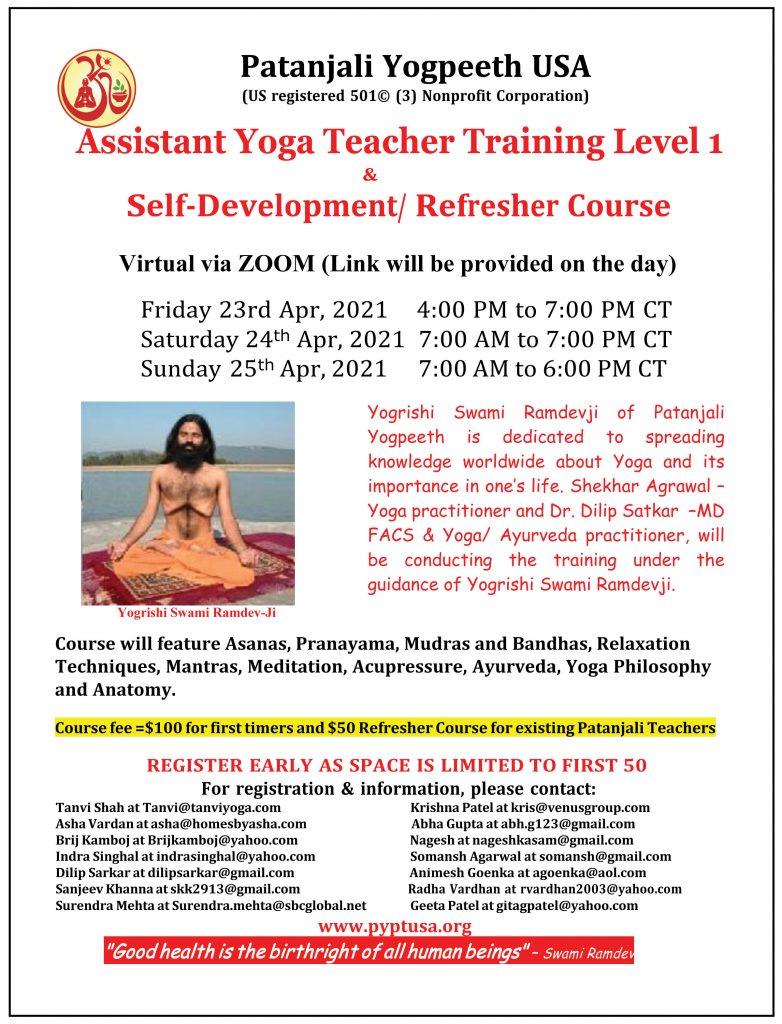 Patanjali Yogpeeth USA
(US registered 501© (3) Nonprofit Corporation)
Assistant Yoga Teacher Training Level 1
&
Self-Development/ Refresher Course
Virtual via ZOOM (Link will be provided on the day)
Friday 23rd Apr, 2021 4:00 PM to 7:00 PM CT
Saturday 24th Apr, 2021 7:00 AM to 7:00 PM CT
Sunday 25th Apr, 2021 7:00 AM to 6:00 PM CT
Yogrishi Swami Ramdevji of Patanjali
Yogpeeth is dedicated to spreading
knowledge worldwide about Yoga and its
importance in one's life. Shekhar Agrawal –
Yoga practitioner and Dr. Dilip Satkar –MD
FACS & Yoga/ Ayurveda practitioner, will
be conducting the training under the
guidance of Yogrishi Swami Ramdevji.
Yogrishi Swami Ramdev-Ji
Course will feature Asanas, Pranayama, Mudras and Bandhas, Relaxation
Techniques, Mantras, Meditation, Acupressure, Ayurveda, Yoga Philosophy
and Anatomy.
Course fee =$100 for first timers and $50 Refresher Course for existing Patanjali Teachers
REGISTER EARLY AS SPACE IS LIMITED TO FIRST 50
For registration & information, please contact:
Tanvi Shah at Tanvi@tanviyoga.com
Asha Vardan at asha@homesbyasha.com
Brij Kamboj at Brijkamboj@yahoo.com
Indra Singhal at indrasinghal@yahoo.com
Dilip Sarkar at dilipsarkar@gmail.com
Sanjeev Khanna at skk2913@gmail.com
Surendra Mehta at Surendra.mehta@sbcglobal.net
Krishna Patel at kris@venusgroup.com
Abha Gupta at abh.g123@gmail.com
Nagesh at nageshkasam@gmail.com
Somansh Agarwal at somansh@gmail.com
Animesh Goenka at agoenka@aol.com
Radha Vardhan at rvardhan2003@yahoo.com
Geeta Patel at gitagpatel@yahoo.com
www.pyptusa.org
"Good health is the birthright of all human beings" - Swami Ramdev